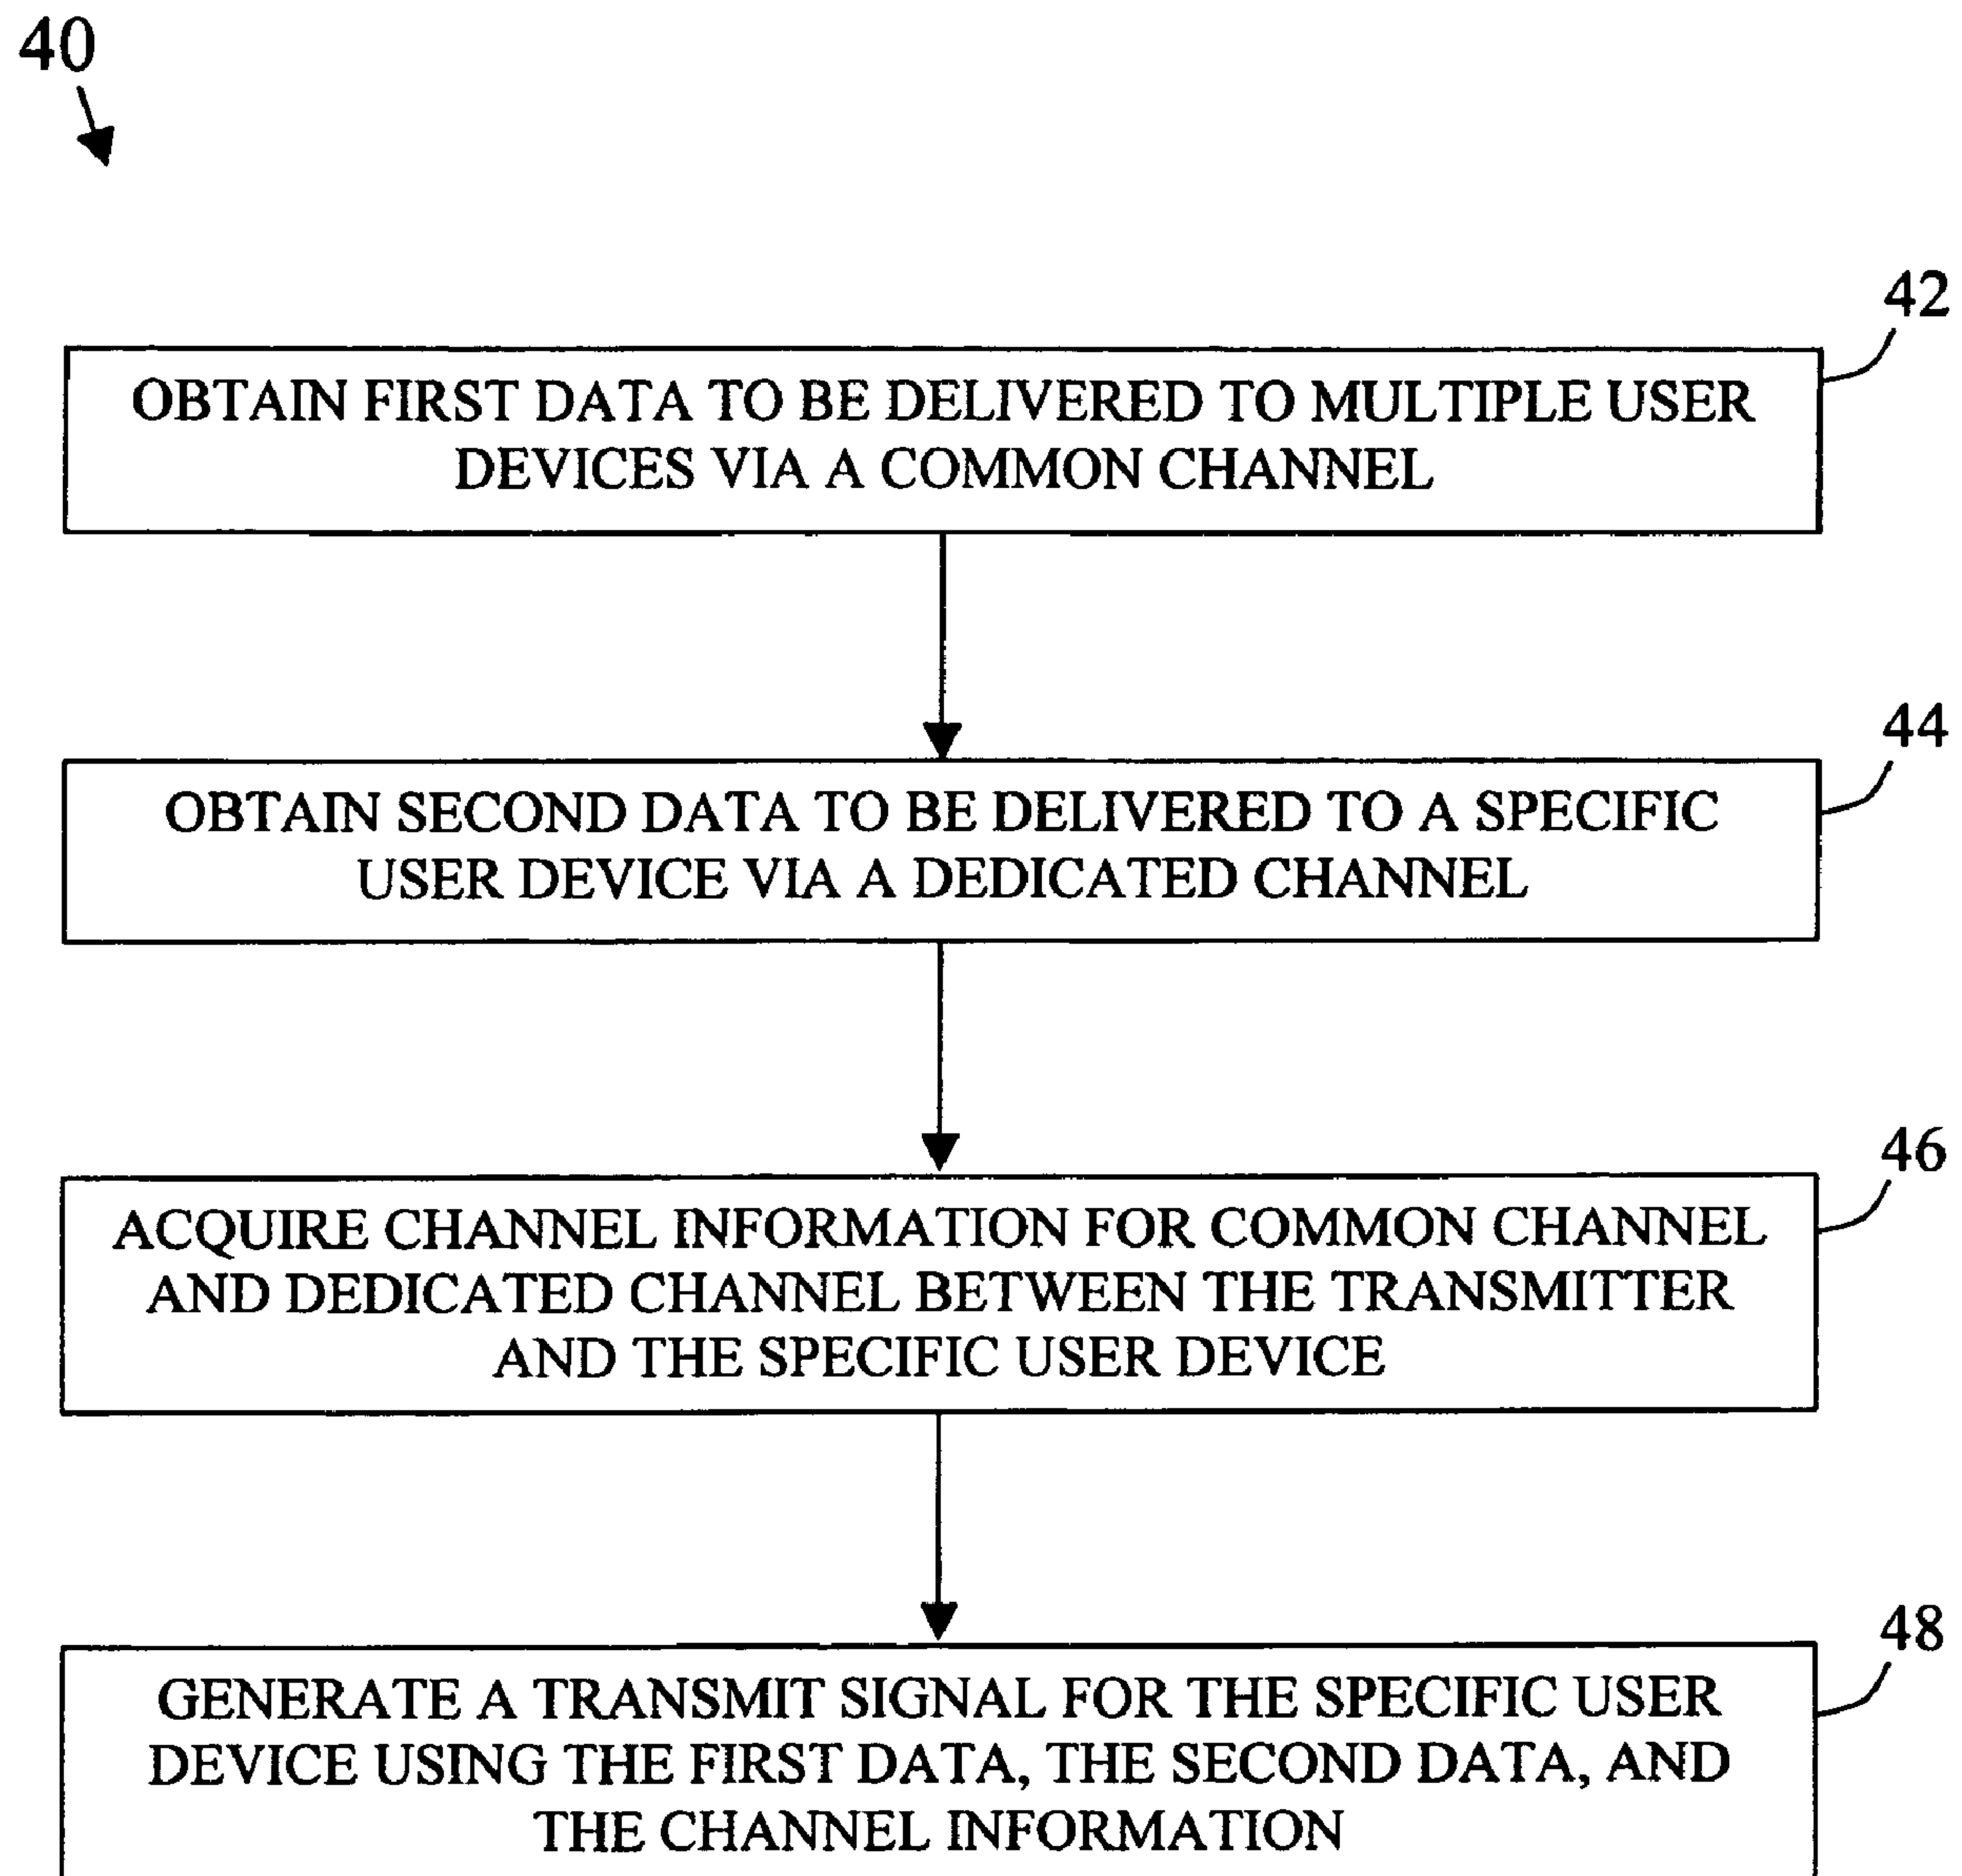 40
42
OBTAIN FIRST DATA TO BE DELIVERED TO MULTIPLE USER
DEVICES VIA A COMMON CHANNEL
44
OBTAIN SECOND DATA TO BE DELIVERED TO A SPECIFIC
USER DEVICE VIA A DEDICATED CHANNEL
46
ACQUIRE CHANNEL INFORMATION FOR COMMON CHANNEL
AND DEDICATED CHANNEL BETWEEN THE TRANSMITTER
AND THE SPECIFIC USER DEVICE
48
GENERATE A TRANSMIT SIGNAL FOR THE SPECIFIC USER
DEVICE USING THE FIRST DATA, THE SECOND DATA, AND
THE CHANNEL INFORMATION